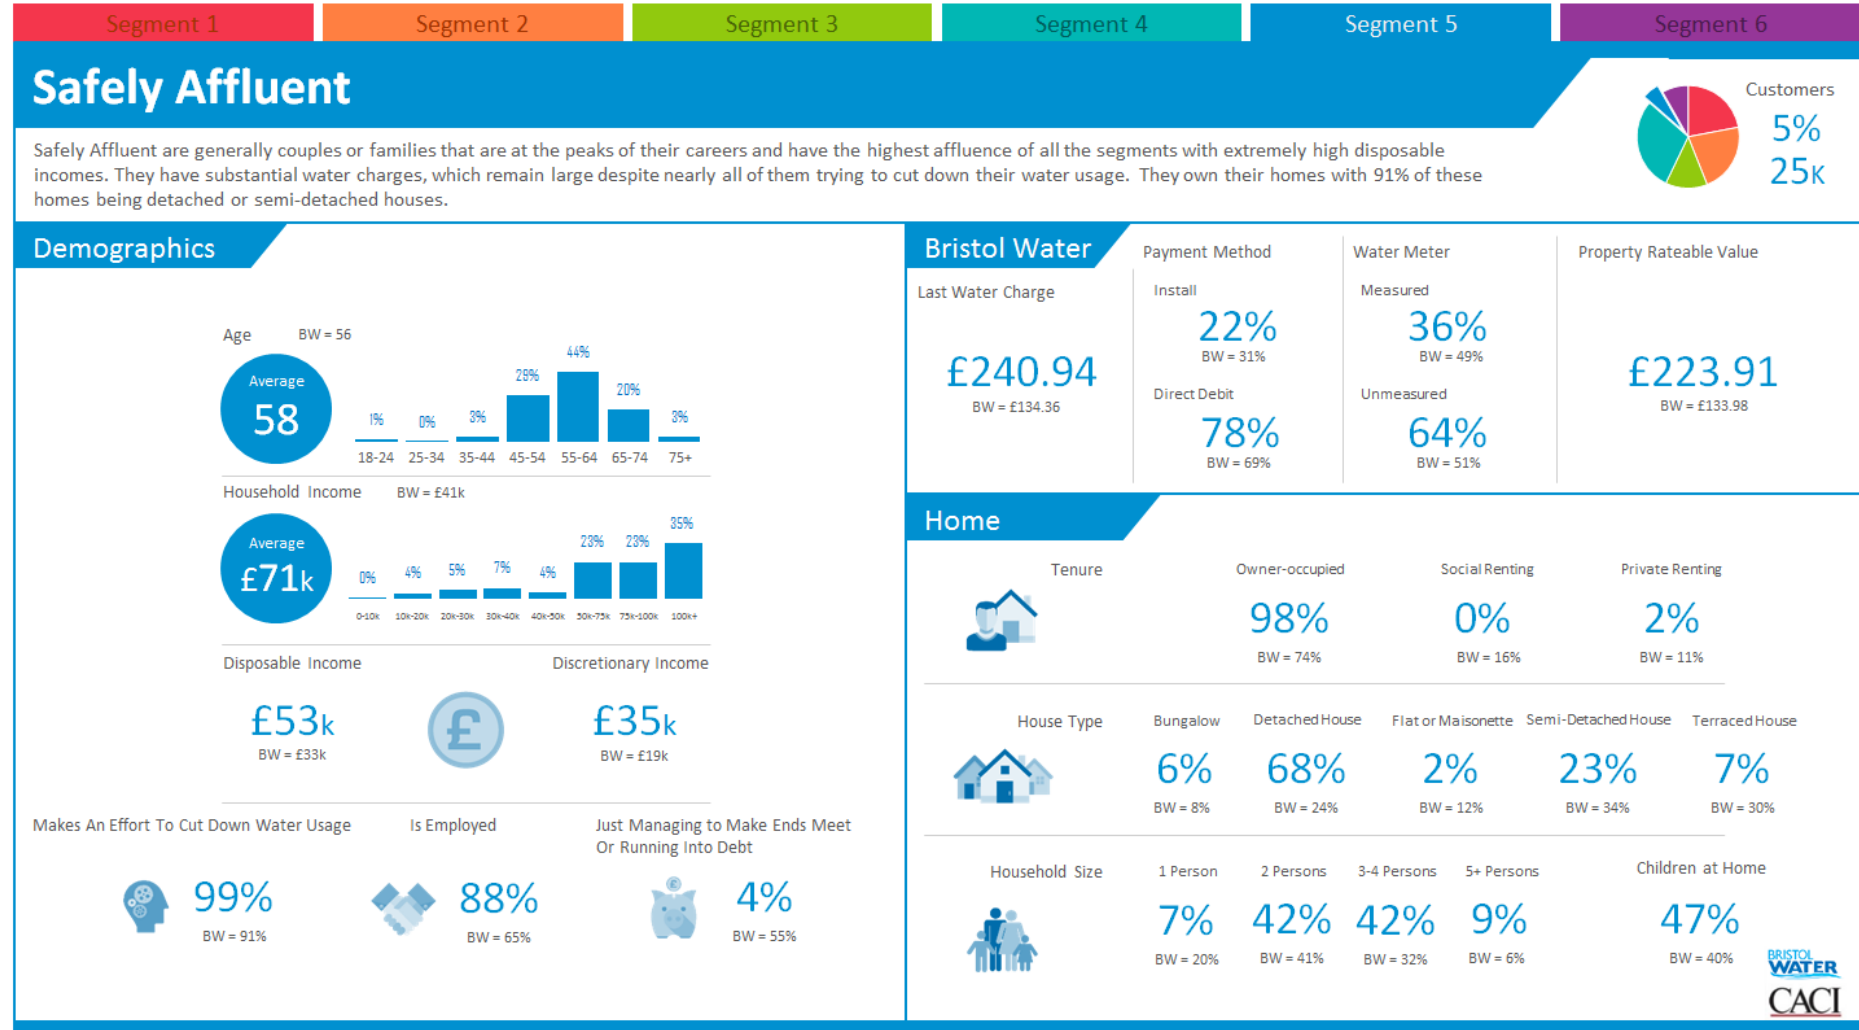 Segment 1
Segment 2
Segment 3
Segment 4
Segment 5
Segment 6
Safely Affluent
Customers
5%
25K
Safely Affluent are generally couples or families that are at the peaks of their careers and have the highest affluence of all the segments with extremely high disposable
incomes. They have substantial water charges, which remain large despite nearly all of them trying to cut down their water usage. They own their homes with 91% of these
homes being detached or semi-detached houses.
Demographics
Age BW = 56
Average
58
1% 0% 3% 29% 44% 20% 3%
18-24 25-34 35-44 45-54 55-64 65-74 75+
Household Income BW = £41k
Average
£71k
0% 4% 5% 7% 4% 23% 23% 35%
0-10k 10k-20k 20k-30k 30k-40k 40k-50k 50k-75k 75k-100k 100k+
Disposable Income Discretionary Income
£53k £ £35k
BW = £33k BW = £19k
Makes An Effort To Cut Down Water Usage
99%
BW = 91%
Is Employed
88%
BW = 65%
Just Managing to Make Ends Meet
Or Running Into Debt
£
4%
BW = 55%
Bristol Water
Last Water Charge
£240.94
BW = £134.36
Payment Method
Install
22%
BW = 31%
Direct Debit
78%
BW = 69%
Water Meter
Measured
36%
BW = 49%
Unmeasured
64%
BW = 51%
Property Rateable Value
£223.91
BW = £133.98
Home
Tenure Owner-occupied Social Renting Private Renting
98% 0% 2%
BW = 74% BW = 16% BW = 11%
House Type Bungalow Detached House Flat or Maisonette Semi-Detached House Terraced House
6% 68% 2% 23% 7%
BW = 8% BW = 24% BW = 12% BW = 34% BW = 30%
Household Size 1 Person 2 Persons 3-4 Persons 5+ Persons Children at Home
7% 42% 42% 9% 47%
BW = 20% BW = 41% BW = 32% BW = 6% BW = 40%
BRISTOL
WATER
CACI